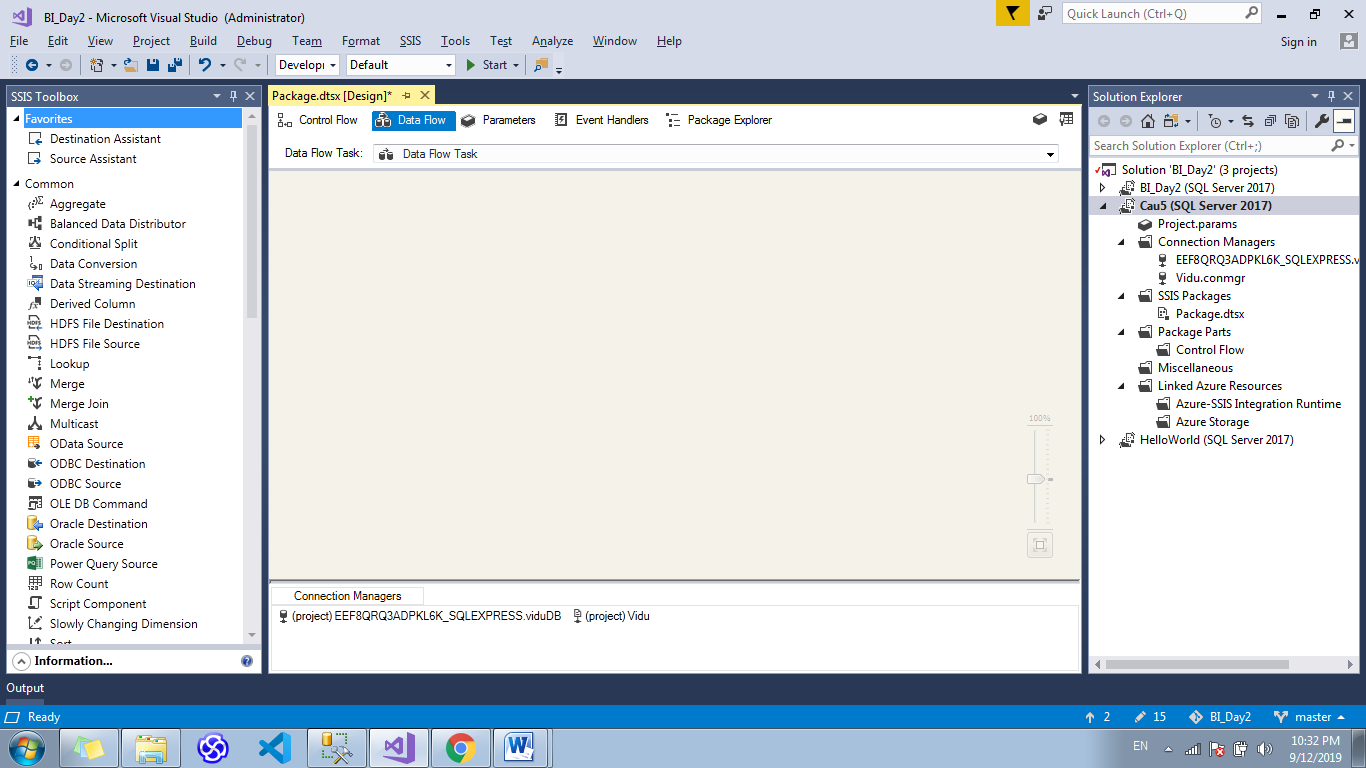 BI_Day2 - Microsoft Visual Studio (Administrator)
Quick Launch (Ctrl+Q)
File Edit View Project Build Debug Team Format SSIS Tools Test Analyze Window Help
Sign in
Develop Default Start
SSIS Toolbox
Favorites
Destination Assistant
Source Assistant
Common
Aggregate
Balanced Data Distributor
Conditional Split
Data Conversion
Data Streaming Destination
Derived Column
HDFS File Destination
HDFS File Source
Lookup
Merge
Merge Join
Multicast
OData Source
ODBC Destination
ODBC Source
OLE DB Command
Oracle Destination
Oracle Source
Power Query Source
Row Count
Script Component
Slowly Changing Dimension
Sort
Information...
Package.dtsx [Design]*
Control Flow Data Flow Parameters Event Handlers Package Explorer
Data Flow Task: Data Flow Task
100%
Connection Managers
(project) EEF8QRQ3ADPKL6K_SQLEXPRESS.viduDB (project) Vidu
Solution Explorer
Search Solution Explorer (Ctrl+;)
Solution 'BI_Day2' (3 projects)
BI_Day2 (SQL Server 2017)
Cau5 (SQL Server 2017)
Project.params
Connection Managers
EEF8QRQ3ADPKL6K_SQLEXPRESS.v
Vidu.conmgr
SSIS Packages
Package.dtsx
Package Parts
Control Flow
Miscellaneous
Linked Azure Resources
Azure-SSIS Integration Runtime
Azure Storage
HelloWorld (SQL Server 2017)
Output
Ready
2 15 BI_Day2 master
EN
10:32 PM
9/12/2019